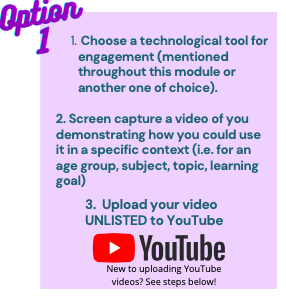 Option
1
1. Choose a technological tool for
engagement (mentioned
throughout this module or
another one of choice).
2. Screen capture a video of you
demonstrating how you could use
it in a specific context (i.e. for an
age group, subject, topic, learning
goal)
3. Upload your video
UNLISTED to YouTube
YouTube
New to uploading YouTube
videos? See steps below!